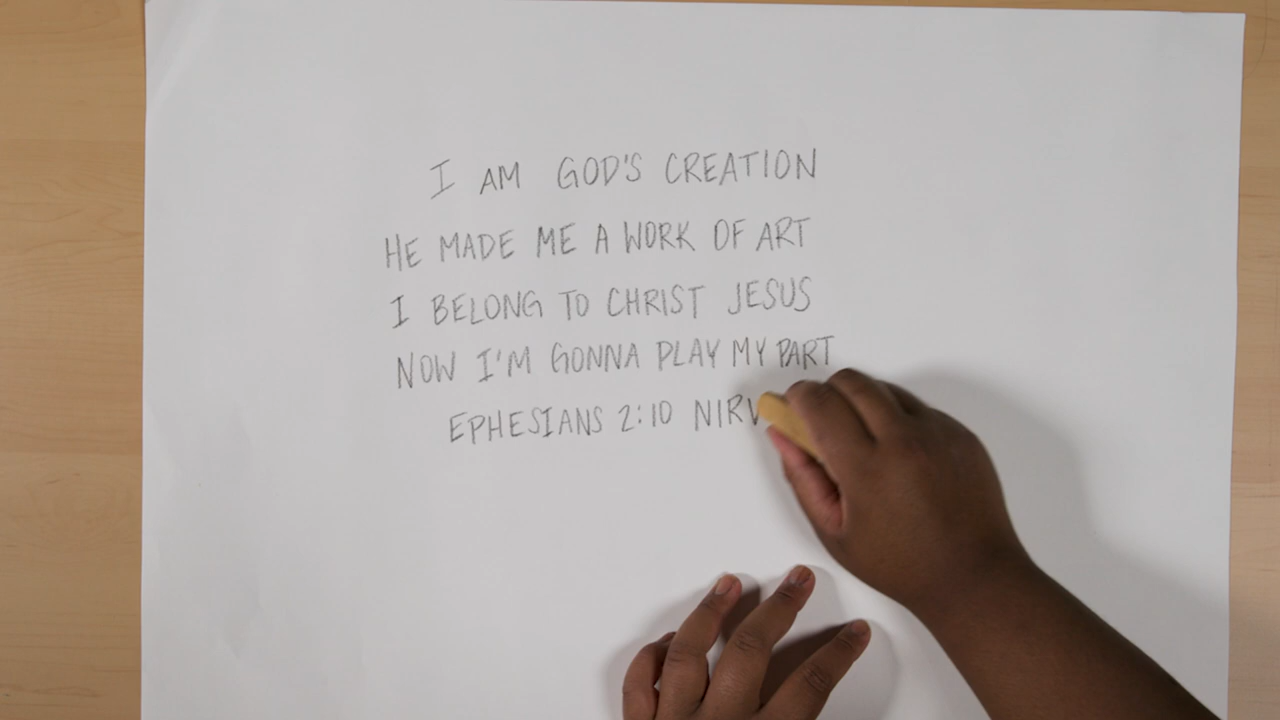 I AM GOD'S CREATION
HE MADE ME A WORK OF ART
I BELONG TO CHRIST JESUS
NOW I'M GONNA PLAY MY PART
EPHESIANS 2:10 NIRV